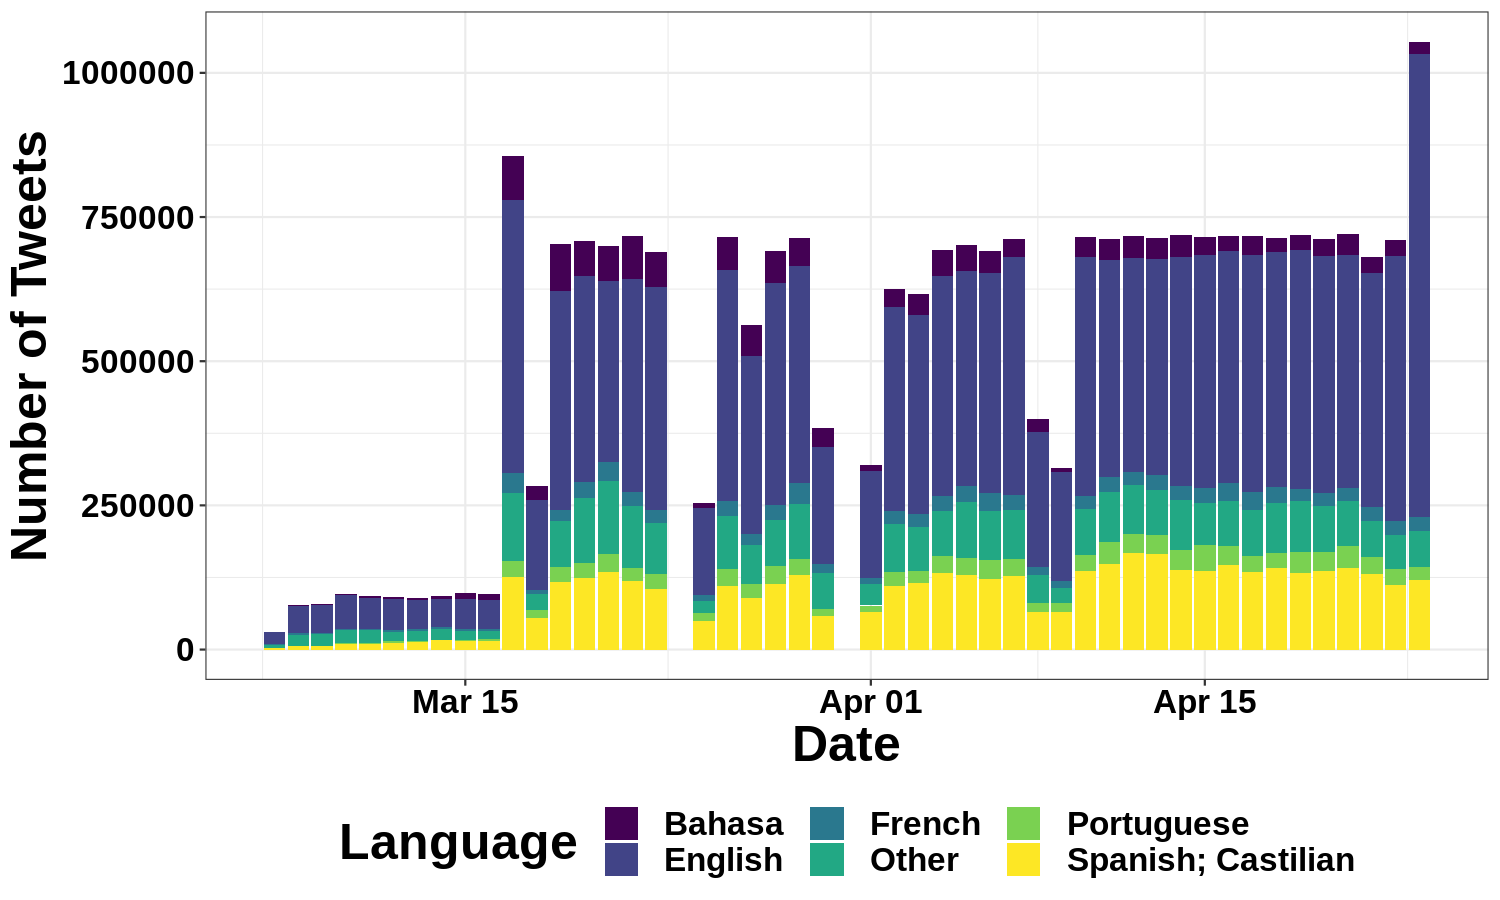 Number of Tweets
1000000
750000
500000
250000
0
Mar 15
Apr 01
Apr 15
Date
Language
Bahasa
French
Portuguese
English
Other
Spanish; Castilian